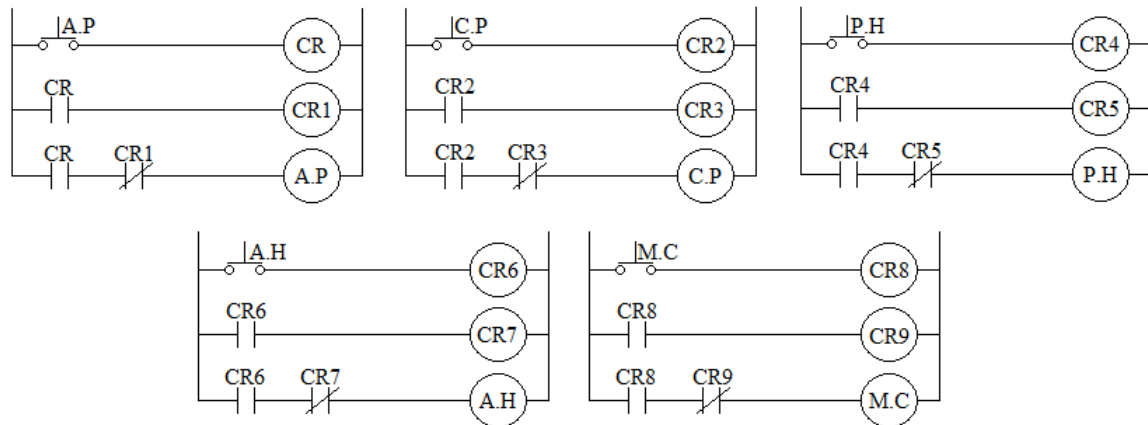 A.P
CR
CR
CR1
CR CR1
A.P
C.P
CR2
CR2
CR3
CR2 CR3
C.P
P.H
CR4
CR4
CR5
CR4 CR5
P.H
A.H
CR6
CR6
CR7
CR6 CR7
A.H
M.C
CR8
CR8
CR9
CR8 CR9
M.C